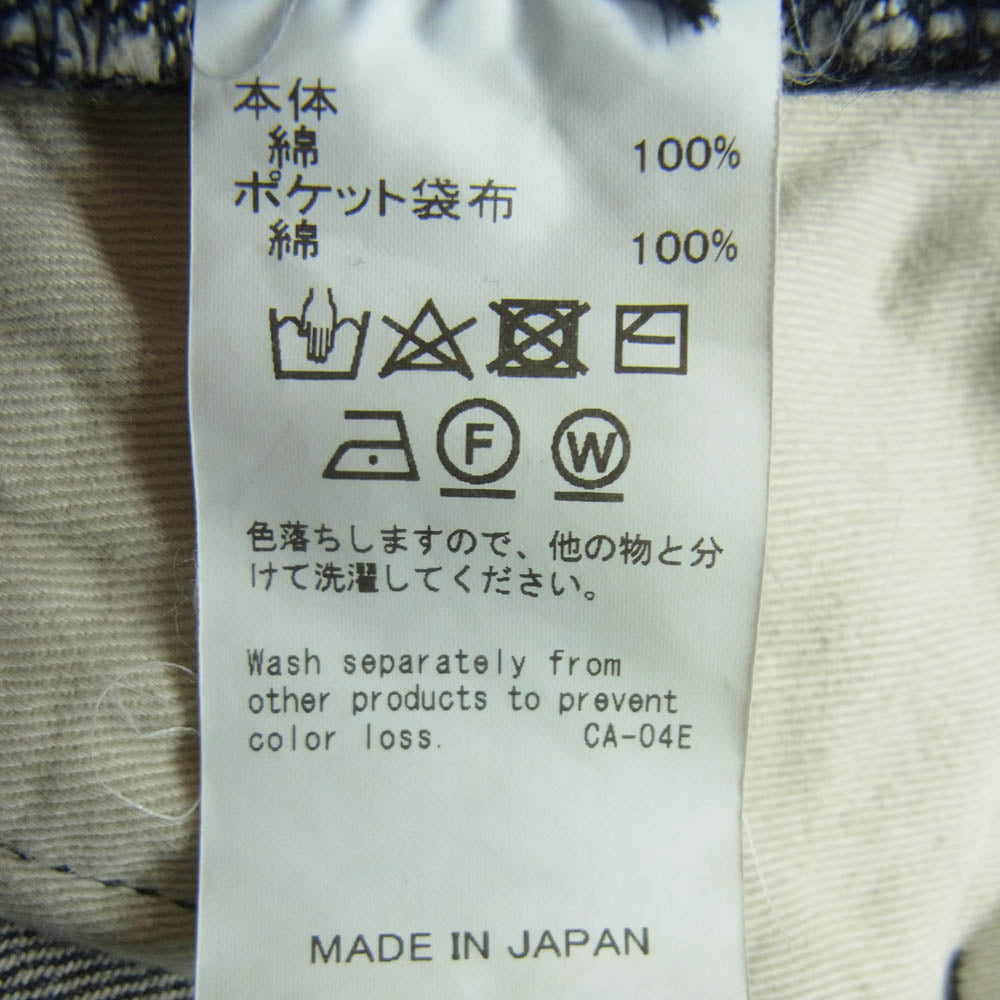 本体
綿 100%
ポケット袋布
綿 100%
F W
色落ちしますので、他の物と分
けて洗濯してください。
Wash separately from
other products to prevent
color loss. CA-04E
MADE IN JAPAN